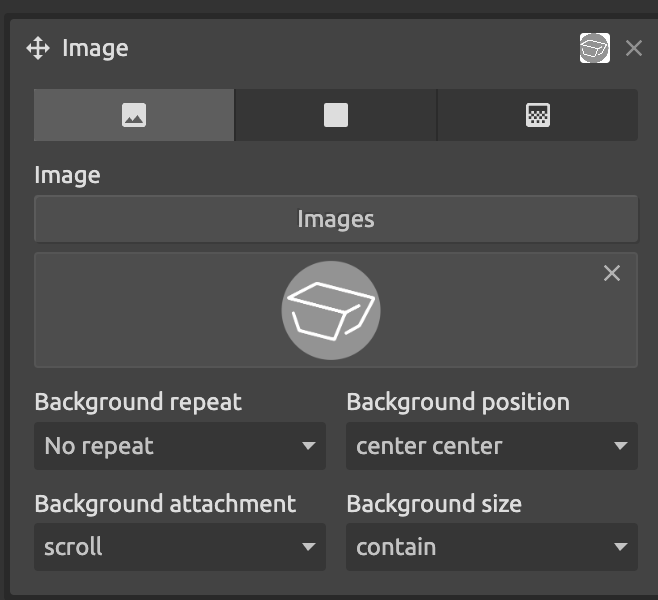 Image
Image
Images
Background repeat
Background position
No repeat
center center
Background attachment
Background size
scroll
contain